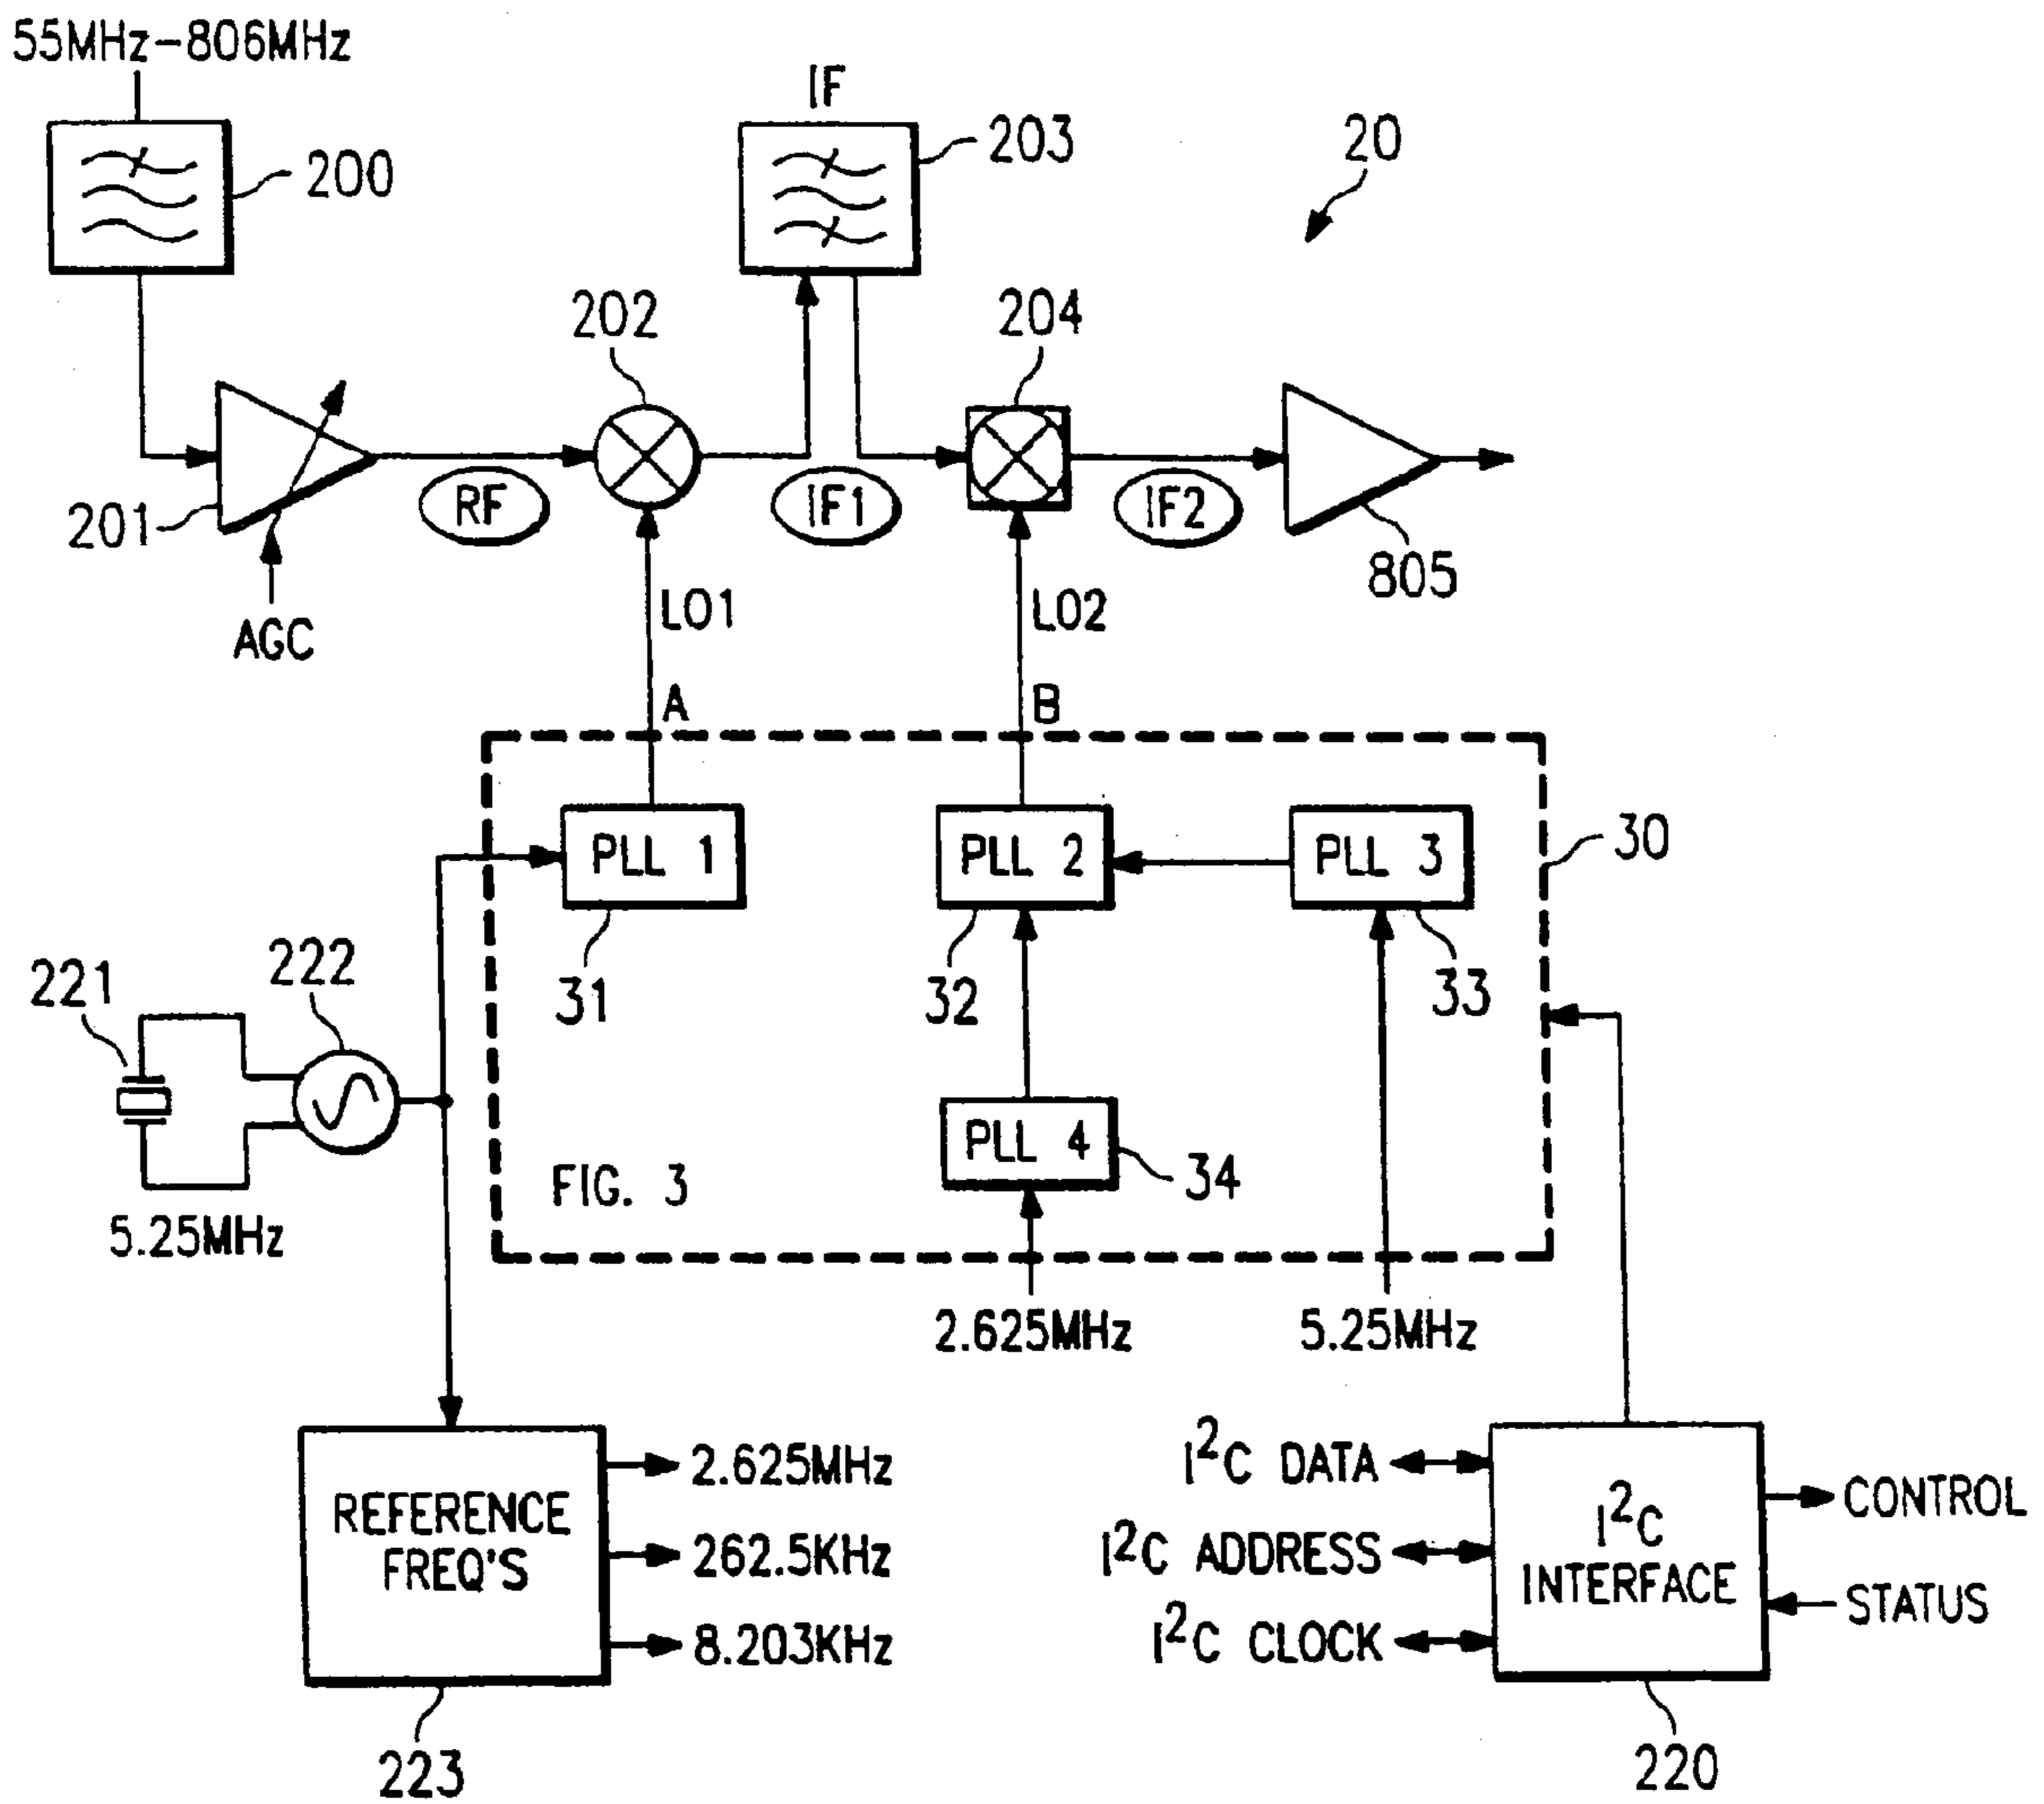 55MHz-806MHz
IF
200
203
20
202
204
201
RF
IF1
IF2
805
AGC
LO1
LO2
A
B
PLL 1
PLL 2
PLL 3
30
31
32
33
221
222
PLL 4
34
FIG. 3
5.25MHz
2.625MHz
5.25MHz
REFERENCE
FREQ'S
2.625MHz
262.5KHz
8.203KHz
223
I²C DATA
I²C ADDRESS
I²C CLOCK
I²C
INTERFACE
CONTROL
STATUS
220